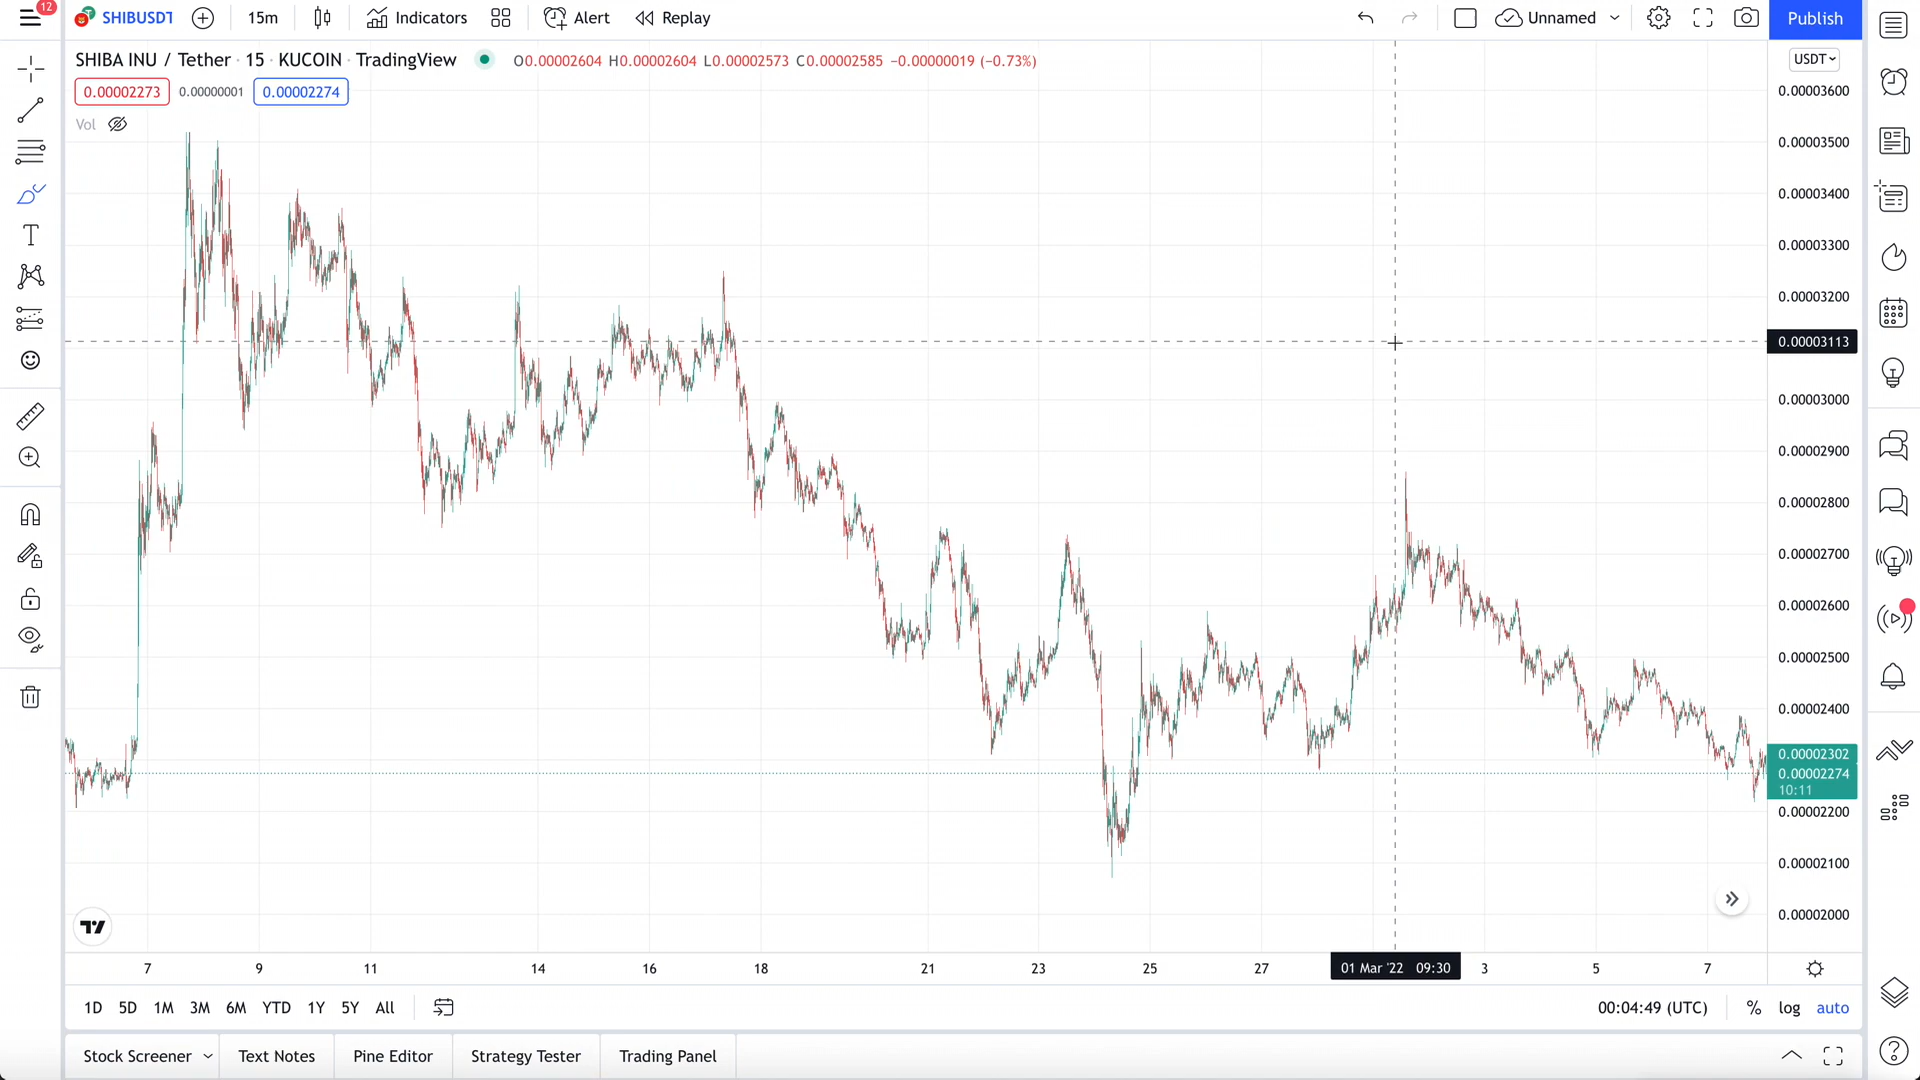 12
SHIBUSDT
15m
Indicators
Alert
Replay
Unnamed
Publish
SHIBA INU / Tether · 15 · KUCOIN · TradingView
O0.00002604 H0.00002604 L0.00002573 C0.00002585 −0.00000019 (−0.73%)
USDT
0.00002273
0.00000001
0.00002274
Vol
0.00003600
0.00003500
0.00003400
0.00003300
0.00003200
0.00003113
0.00003000
0.00002900
0.00002800
0.00002700
0.00002600
0.00002500
0.00002400
0.00002302
0.00002274
10:11
0.00002200
0.00002100
0.00002000
7 9 11 14 16 18 21 23 25 27 01 Mar '22 09:30 3 5 7
1D 5D 1M 3M 6M YTD 1Y 5Y All
00:04:49 (UTC) % log auto
Stock Screener Text Notes Pine Editor Strategy Tester Trading Panel